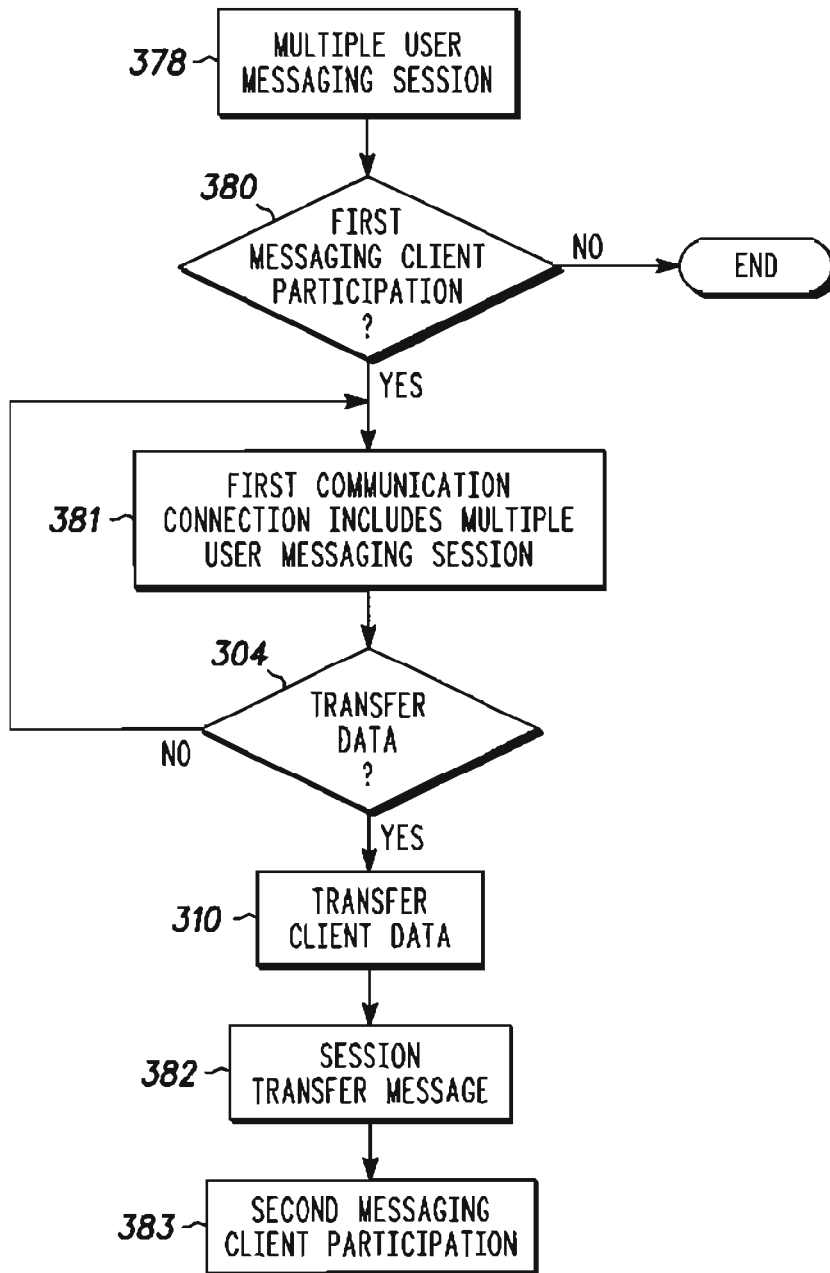 378
MULTIPLE USER
MESSAGING SESSION
380
FIRST
MESSAGING CLIENT
PARTICIPATION
?
NO
END
YES
381
FIRST COMMUNICATION
CONNECTION INCLUDES MULTIPLE
USER MESSAGING SESSION
304
TRANSFER
DATA
?
NO
YES
310
TRANSFER
CLIENT DATA
382
SESSION
TRANSFER MESSAGE
383
SECOND MESSAGING
CLIENT PARTICIPATION